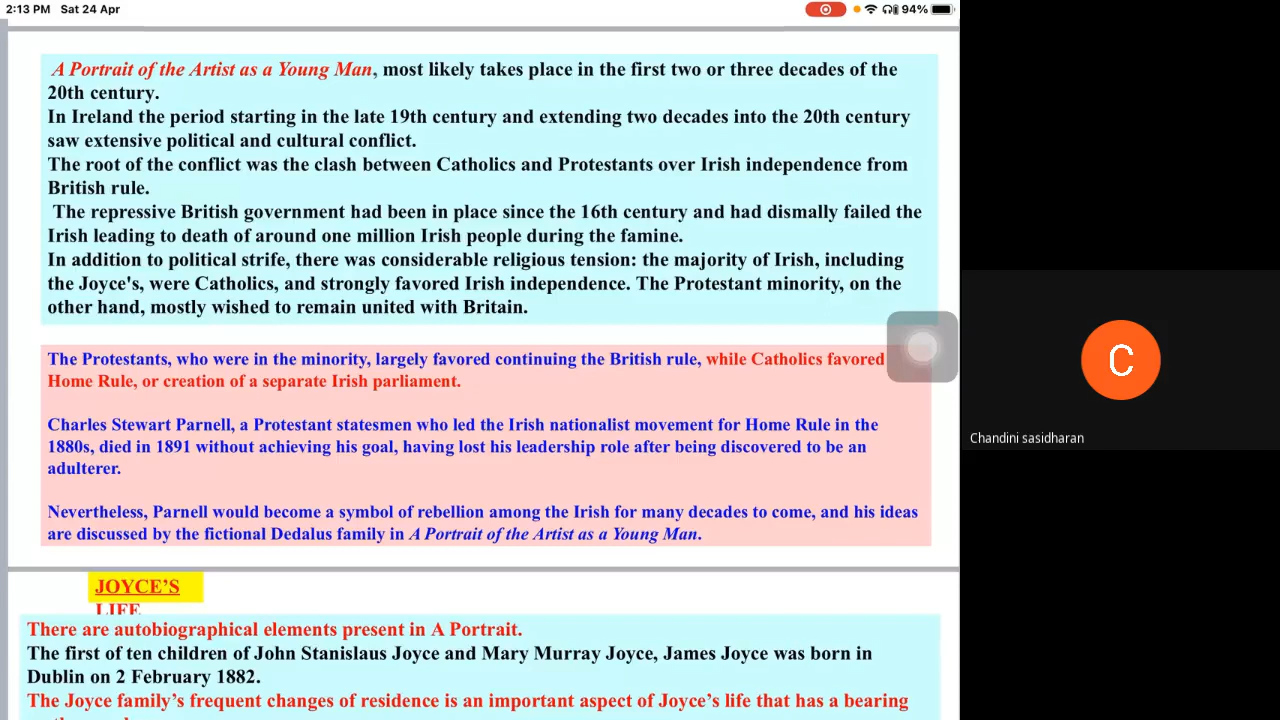 2:13 PM Sat 24 Apr
94%
A Portrait of the Artist as a Young Man, most likely takes place in the first two or three decades of the
20th century.
In Ireland the period starting in the late 19th century and extending two decades into the 20th century
saw extensive political and cultural conflict.
The root of the conflict was the clash between Catholics and Protestants over Irish independence from
British rule.
The repressive British government had been in place since the 16th century and had dismally failed the
Irish leading to death of around one million Irish people during the famine.
In addition to political strife, there was considerable religious tension: the majority of Irish, including
the Joyce's, were Catholics, and strongly favored Irish independence. The Protestant minority, on the
other hand, mostly wished to remain united with Britain.
The Protestants, who were in the minority, largely favored continuing the British rule, while Catholics favored
Home Rule, or creation of a separate Irish parliament.
Charles Stewart Parnell, a Protestant statesmen who led the Irish nationalist movement for Home Rule in the
1880s, died in 1891 without achieving his goal, having lost his leadership role after being discovered to be an
adulterer.
Nevertheless, Parnell would become a symbol of rebellion among the Irish for many decades to come, and his ideas
are discussed by the fictional Dedalus family in A Portrait of the Artist as a Young Man.
JOYCE'S
LIFE
There are autobiographical elements present in A Portrait.
The first of ten children of John Stanislaus Joyce and Mary Murray Joyce, James Joyce was born in
Dublin on 2 February 1882.
The Joyce family's frequent changes of residence is an important aspect of Joyce's life that has a bearing
C
Chandini sasidharan